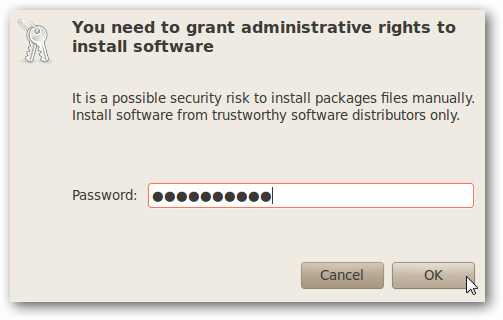 You need to grant administrative rights to
install software
It is a possible security risk to install packages files manually.
Install software from trustworthy software distributors only.
Password: ●●●●●●●●●●
Cancel OK